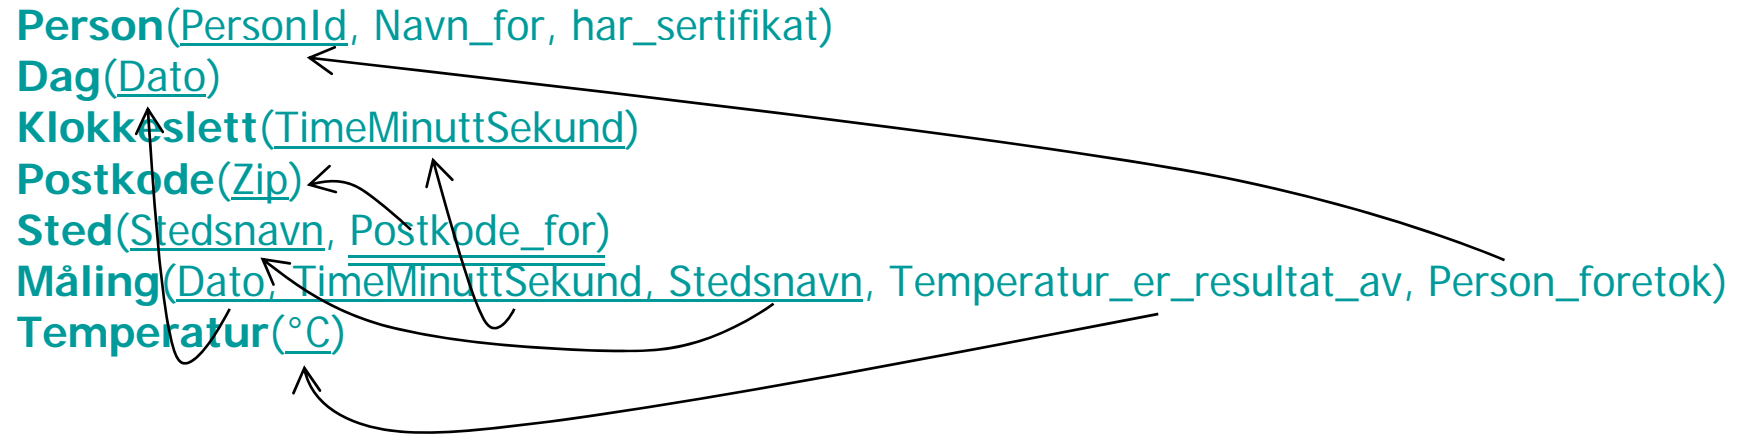 Person(PersonId, Navn_for, har_sertifikat)
Dag(Dato)
Klokkeslett(TimeMinuttSekund)
Postkode(Zip)
Sted(Stedsnavn, Postkode_for)
Måling(Dato, TimeMinuttSekund, Stedsnavn, Temperatur_er_resultat_av, Person_foretok)
Temperatur(°C)